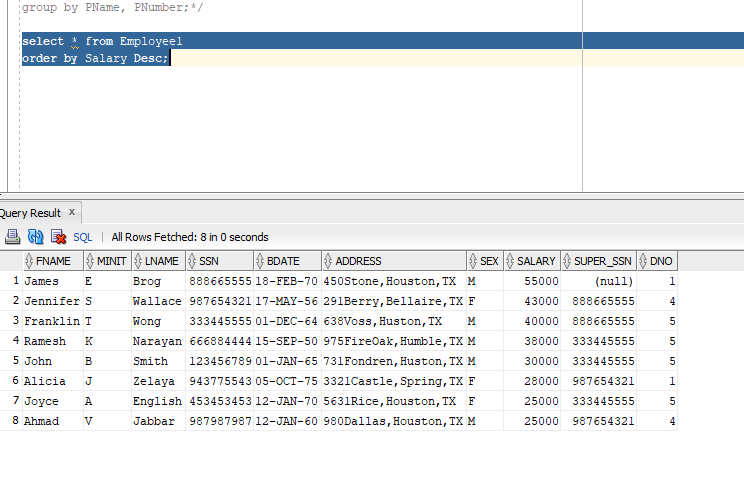 group by PName, PNumber;*/
select * from Employee1
order by Salary Desc;
Query Result x
SQL | All Rows Fetched: 8 in 0 seconds
FNAME MINIT LNAME SSN BDATE ADDRESS SEX SALARY SUPER_SSN DNO
1 James E Brog 888665555 18-FEB-70 450Stone,Houston,TX M 55000 (null) 1
2 Jennifer S Wallace 987654321 17-MAY-56 291Berry,Bellaire,TX F 43000 888665555 4
3 Franklin T Wong 333445555 01-DEC-64 638Voss,Huston,TX M 40000 888665555 5
4 Ramesh K Narayan 666884444 15-SEP-50 975FireOak,Humble,TX M 38000 333445555 5
5 John B Smith 123456789 01-JAN-65 731Fondren,Huston,TX M 30000 333445555 5
6 Alicia J Zelaya 943775543 05-OCT-75 3321Castle,Spring,TX F 28000 987654321 1
7 Joyce A English 453453453 12-JAN-70 5631Rice,Houston,TX F 25000 333445555 5
8 Ahmad V Jabbar 987987987 12-JAN-60 980Dallas,Houston,TX M 25000 987654321 4